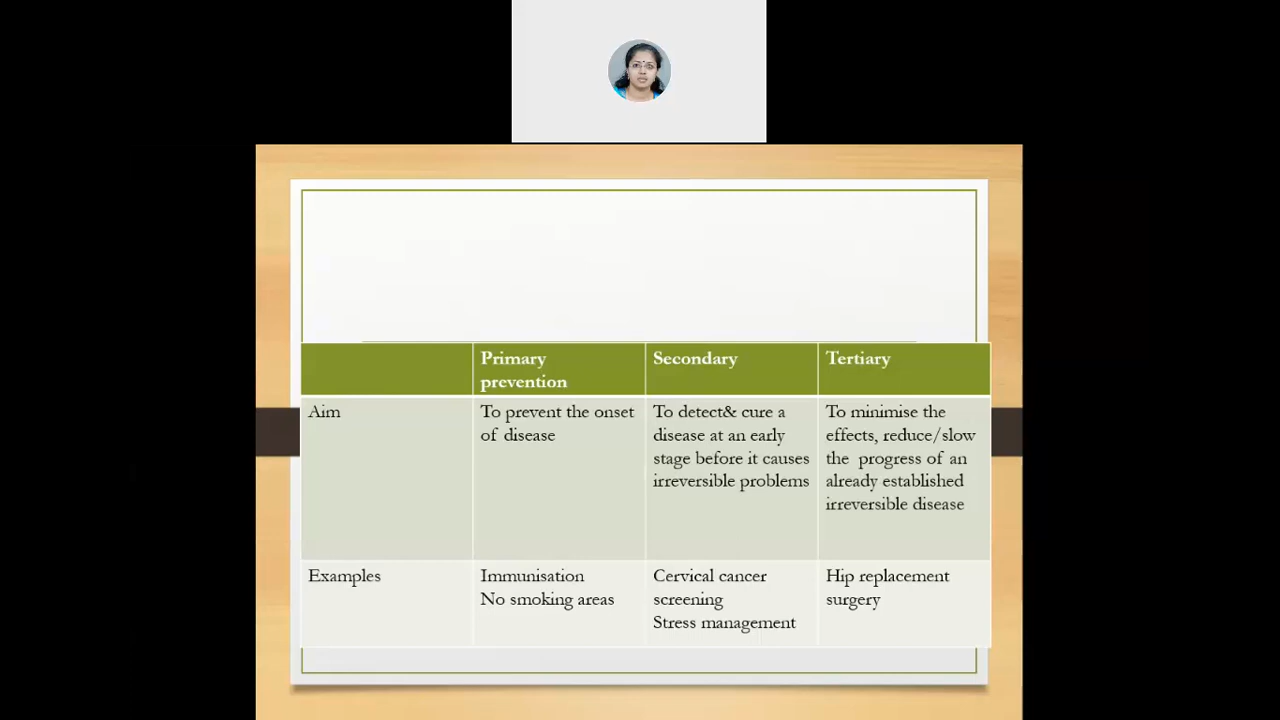 Primary
prevention
Secondary
Tertiary
Aim
To prevent the onset
of disease
To detect& cure a
disease at an early
stage before it causes
irreversible problems
To minimise the
effects, reduce/slow
the progress of an
already established
irreversible disease
Examples
Immunisation
No smoking areas
Cervical cancer
screening
Stress management
Hip replacement
surgery